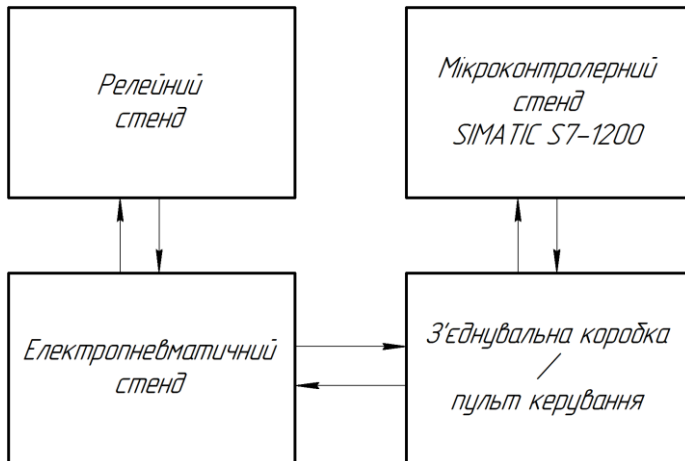 Релейний
стенд
Мікроконтролерний
стенд
SIMATIC S7-1200
Електропневматичний
стенд
З'єднувальна коробка
/
пульт керування